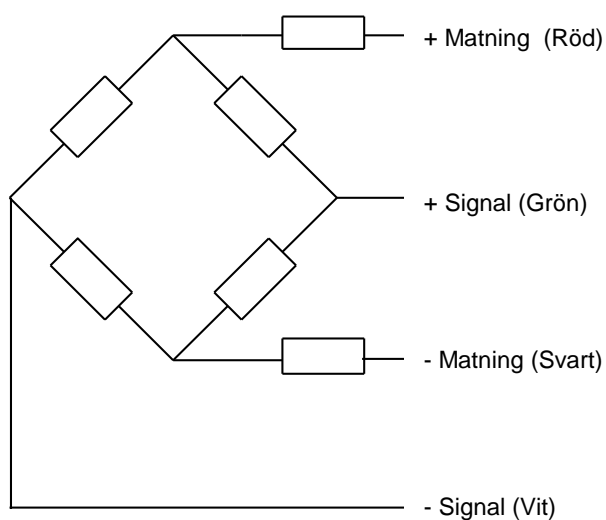 + Matning (Röd)
+ Signal (Grön)
- Matning (Svart)
- Signal (Vit)